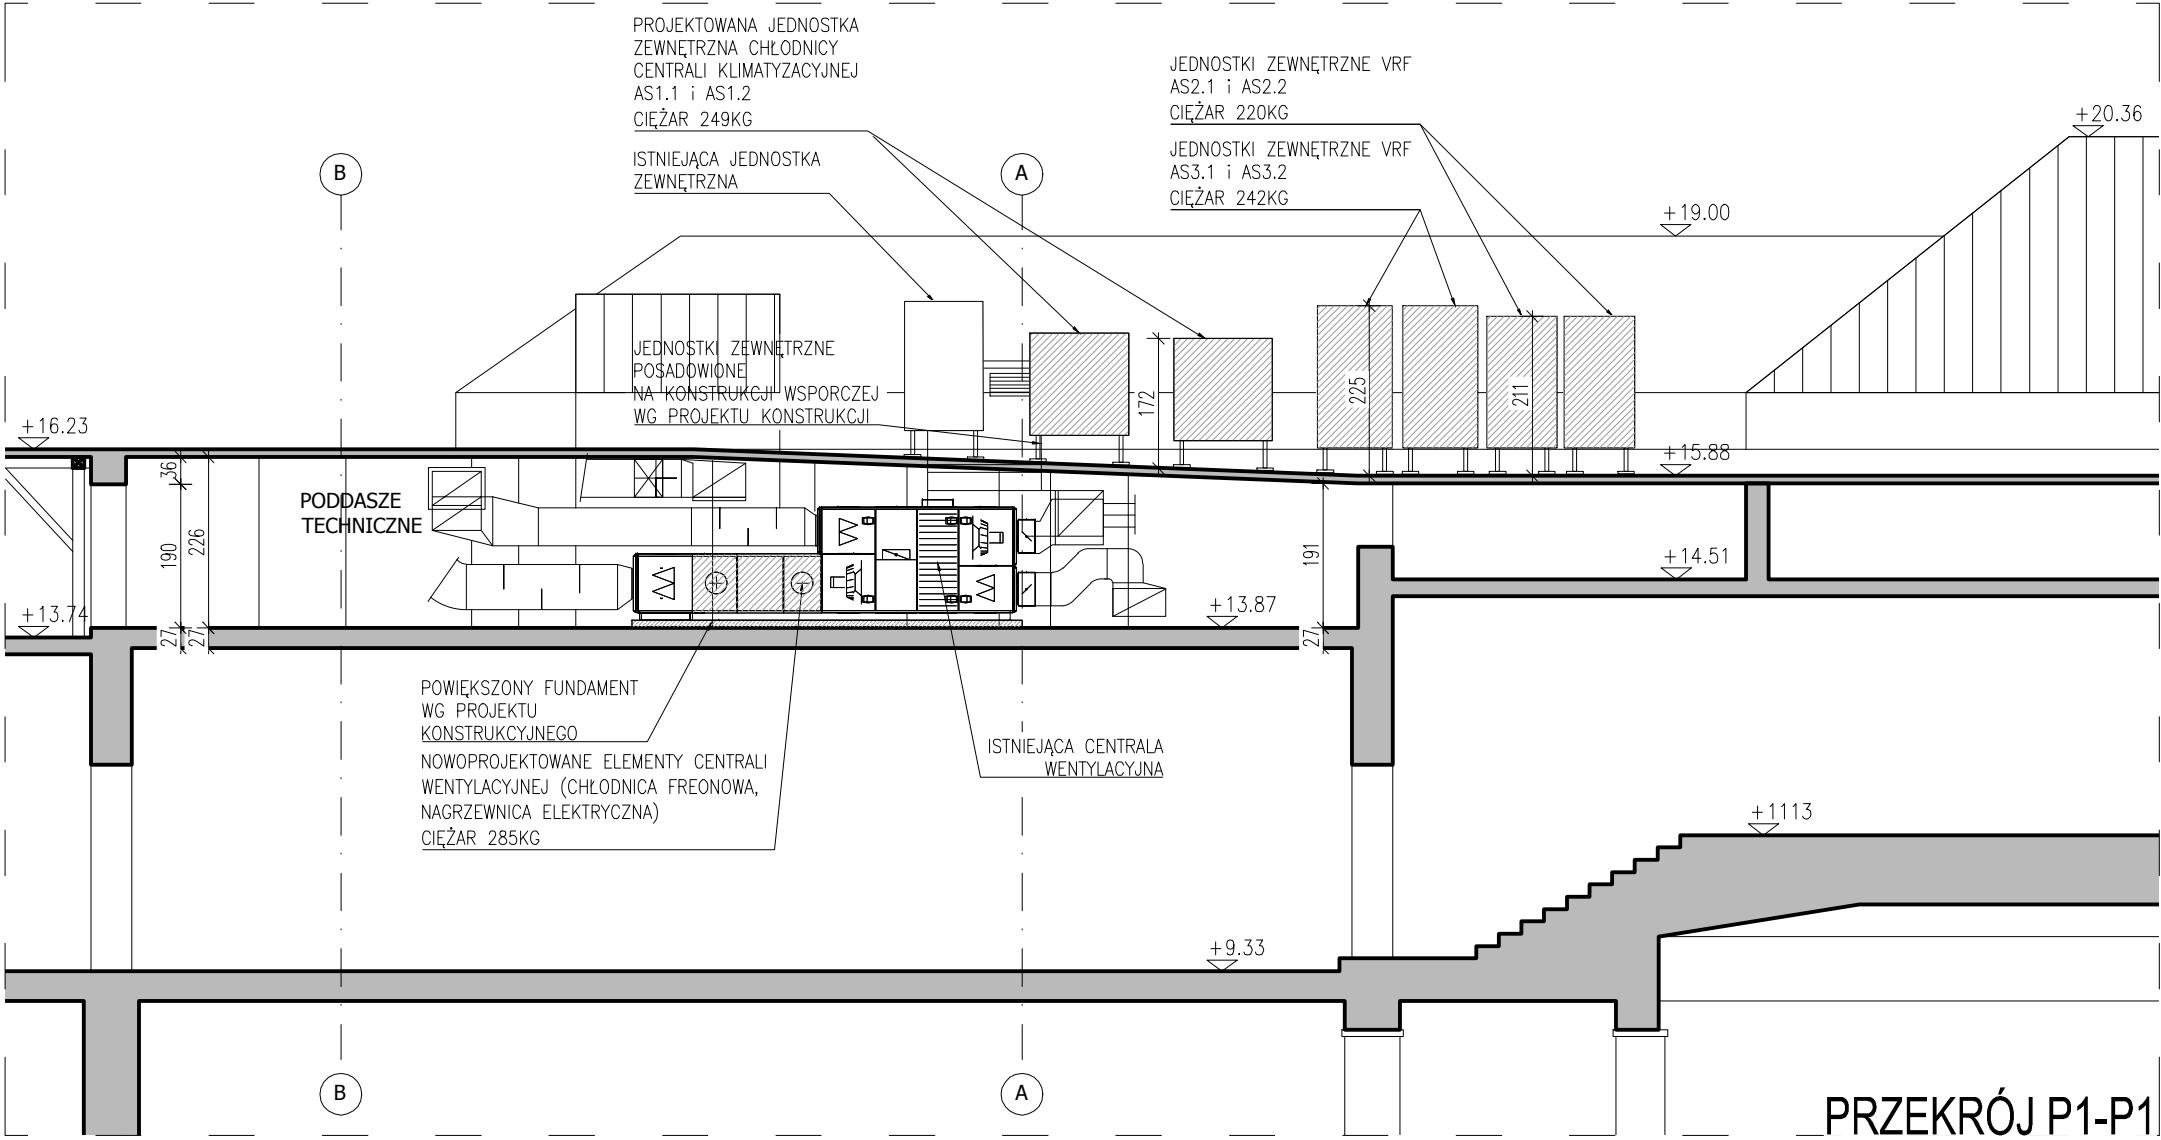 PROJEKTOWANA JEDNOSTKA
ZEWNĘTRZNA CHŁODNICY
CENTRALI KLIMATYZACYJNEJ
AS1.1 i AS1.2
CIĘŻAR 249KG
ISTNIEJĄCA JEDNOSTKA
ZEWNĘTRZNA
JEDNOSTKI ZEWNĘTRZNE VRF
AS2.1 i AS2.2
CIĘŻAR 220KG
JEDNOSTKI ZEWNĘTRZNE VRF
AS3.1 i AS3.2
CIĘŻAR 242KG
+20.36
B
A
+19.00
JEDNOSTKI ZEWNĘTRZNE
POSADOWIONE
NA KONSTRUKCJI WSPORCZEJ
WG PROJEKTU KONSTRUKCJI
172
225
211
+16.23
+15.88
36
190
226
PODDASZE
TECHNICZNE
191
+14.51
+13.74
+13.87
27
27
27
POWIĘKSZONY FUNDAMENT
WG PROJEKTU
KONSTRUKCYJNEGO
NOWOPROJEKTOWANE ELEMENTY CENTRALI
WENTYLACYJNEJ (CHŁODNICA FREONOWA,
NAGRZEWNICA ELEKTRYCZNA)
CIĘŻAR 285KG
ISTNIEJĄCA CENTRALA
WENTYLACYJNA
+1113
+9.33
B
A
PRZEKRÓJ P1-P1